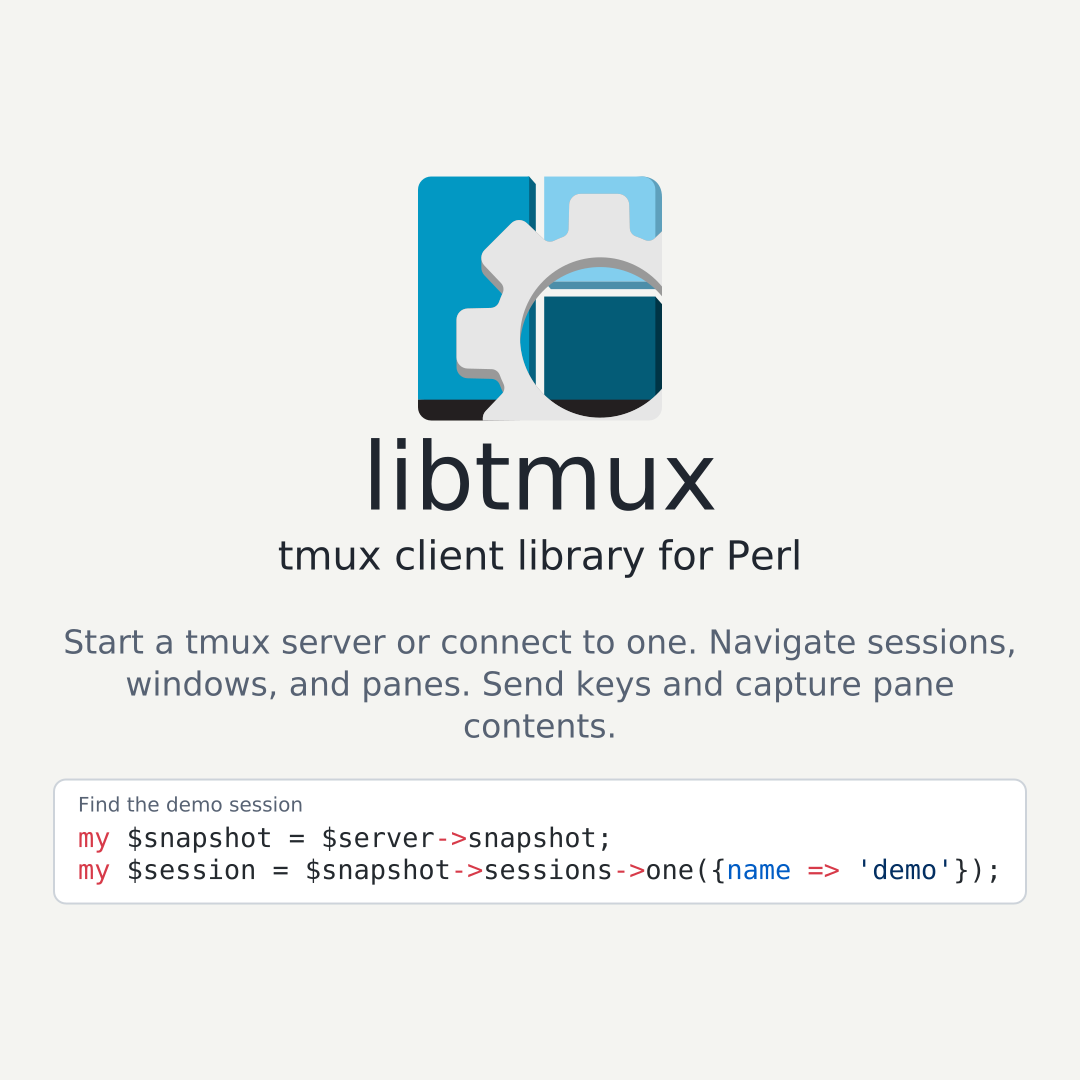 libtmux
tmux client library for Perl
Start a tmux server or connect to one. Navigate sessions,
windows, and panes. Send keys and capture pane
contents.
Find the demo session
my $snapshot = $server->snapshot;
my $session = $snapshot->sessions->one({name => 'demo'});